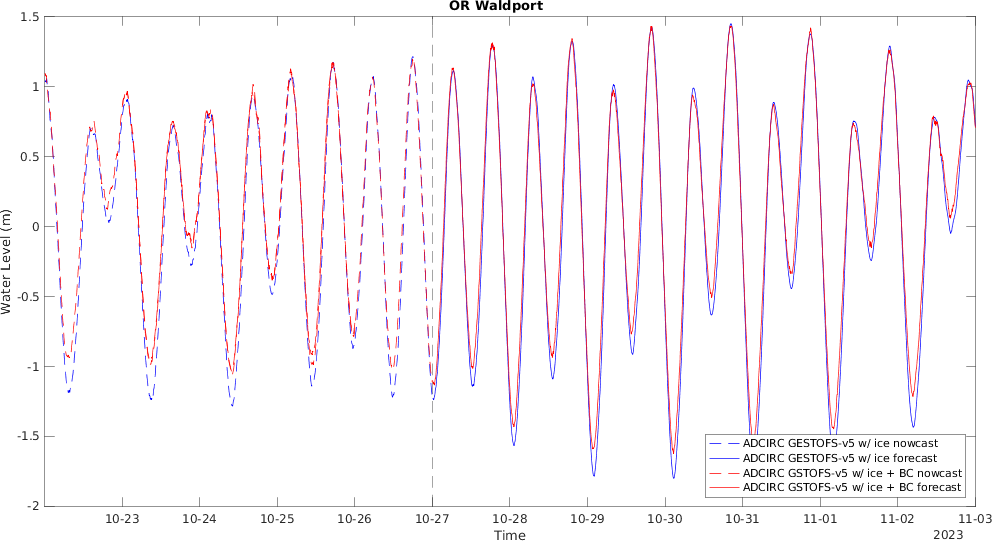 OR Waldport
1.5
1
0.5
0
-0.5
-1
-1.5
-2
Water Level (m)
ADCIRC GESTOFS-v5 w/ ice nowcast
ADCIRC GESTOFS-v5 w/ ice forecast
ADCIRC GSTOFS-v5 w/ ice + BC nowcast
ADCIRC GSTOFS-v5 w/ ice + BC forecast
10-23 10-24 10-25 10-26 10-27 10-28 10-29 10-30 10-31 11-01 11-02 11-03
Time
2023